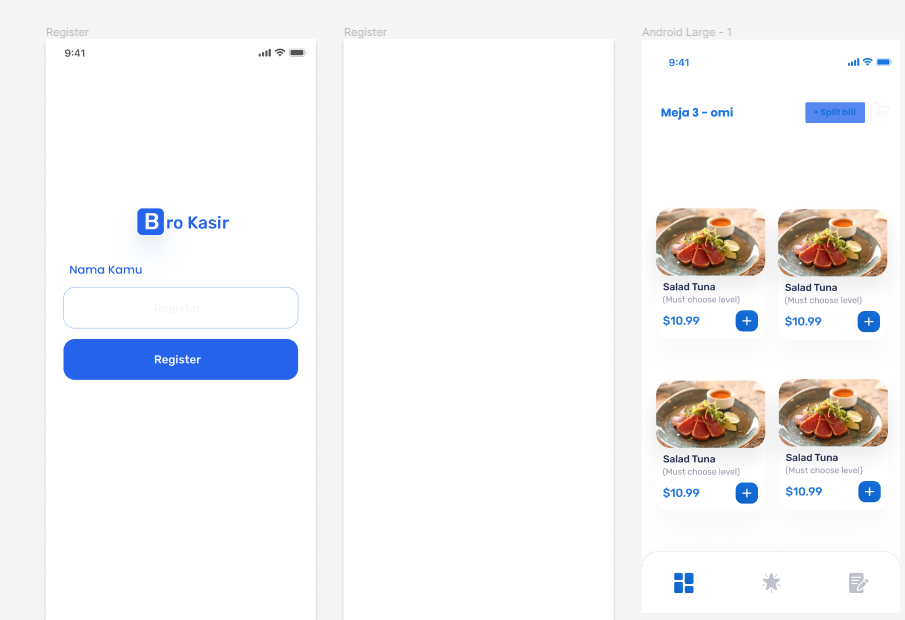 Register
9:41
Bro Kasir
Nama Kamu
Register
Register
Register
Android Large - 1
9:41
Meja 3 - omi
+ Split bill
Salad Tuna
(Must choose level)
$10.99
Salad Tuna
(Must choose level)
$10.99
Salad Tuna
(Must choose level)
$10.99
Salad Tuna
(Must choose level)
$10.99